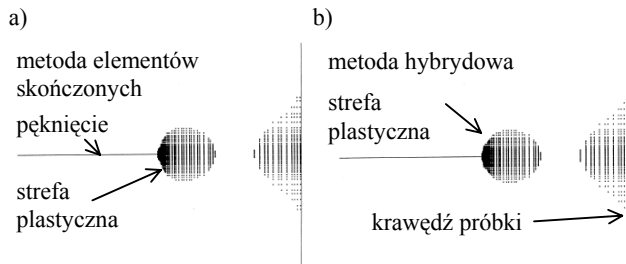 a)
metoda elementów
skończonych
pęknięcie
strefa
plastyczna
b)
metoda hybrydowa
strefa
plastyczna
krawędź próbki